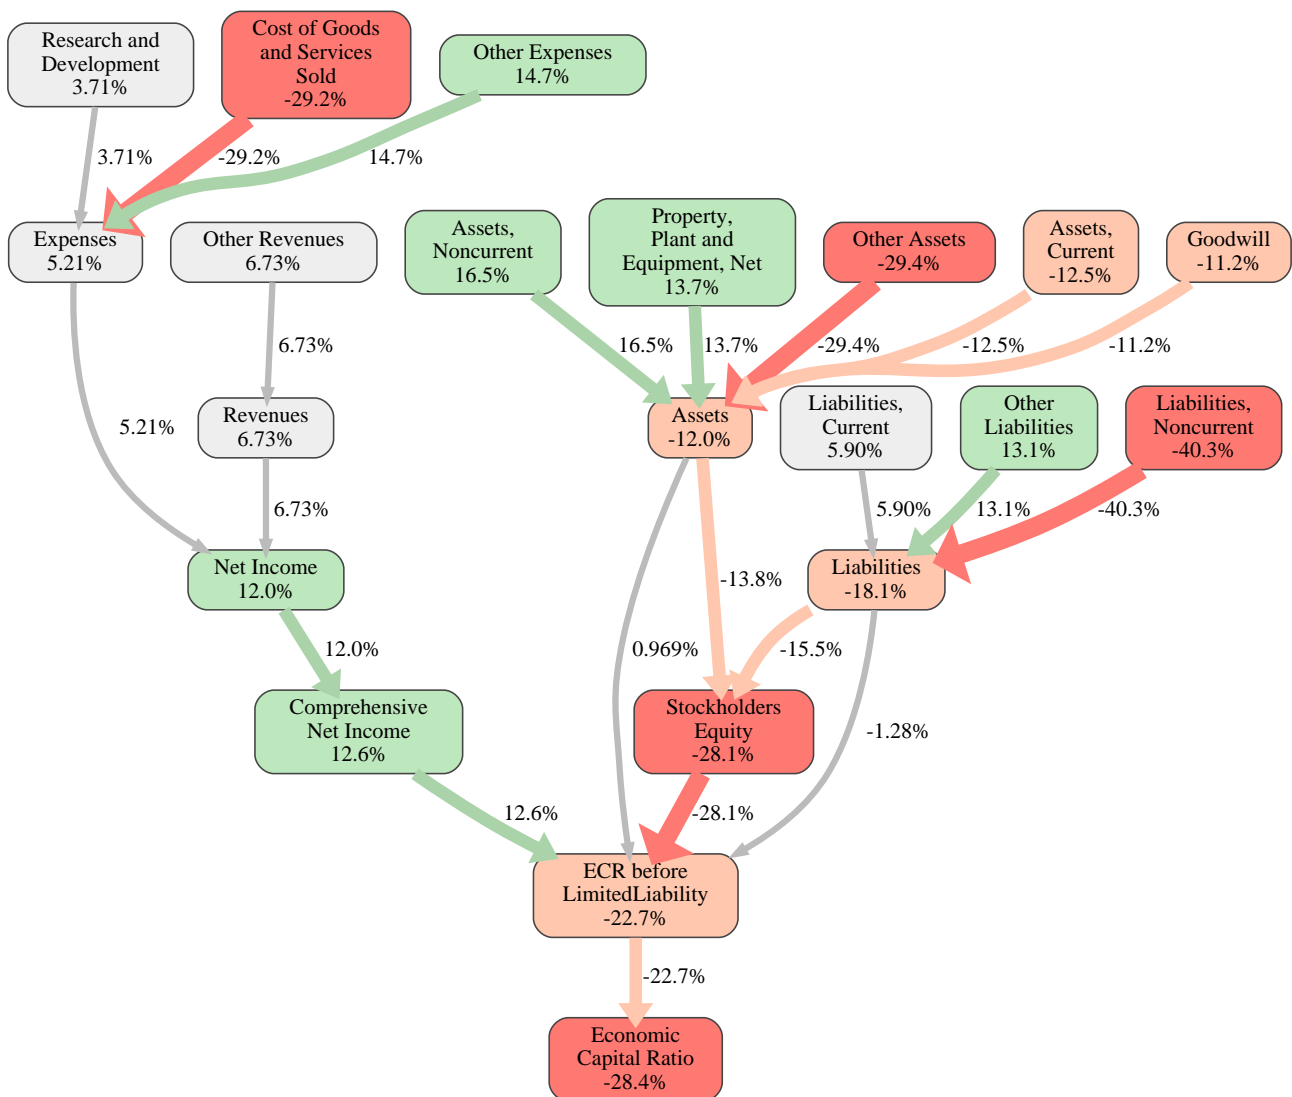 Research and
Development
3.71%
Cost of Goods
and Services
Sold
-29.2%
Other Expenses
14.7%
3.71%
-29.2%
14.7%
Expenses
5.21%
Other Revenues
6.73%
Assets,
Noncurrent
16.5%
Property,
Plant and
Equipment, Net
13.7%
Other Assets
-29.4%
Assets,
Current
-12.5%
Goodwill
-11.2%
6.73%
16.5%
13.7%
-29.4%
-12.5%
-11.2%
5.21%
Revenues
6.73%
Assets
-12.0%
Liabilities,
Current
5.90%
Other
Liabilities
13.1%
Liabilities,
Noncurrent
-40.3%
6.73%
5.90%
13.1%
-40.3%
Net Income
12.0%
-13.8%
Liabilities
-18.1%
12.0%
0.969%
-15.5%
Comprehensive
Net Income
12.6%
Stockholders
Equity
-28.1%
-1.28%
12.6%
-28.1%
ECR before
LimitedLiability
-22.7%
-22.7%
Economic
Capital Ratio
-28.4%